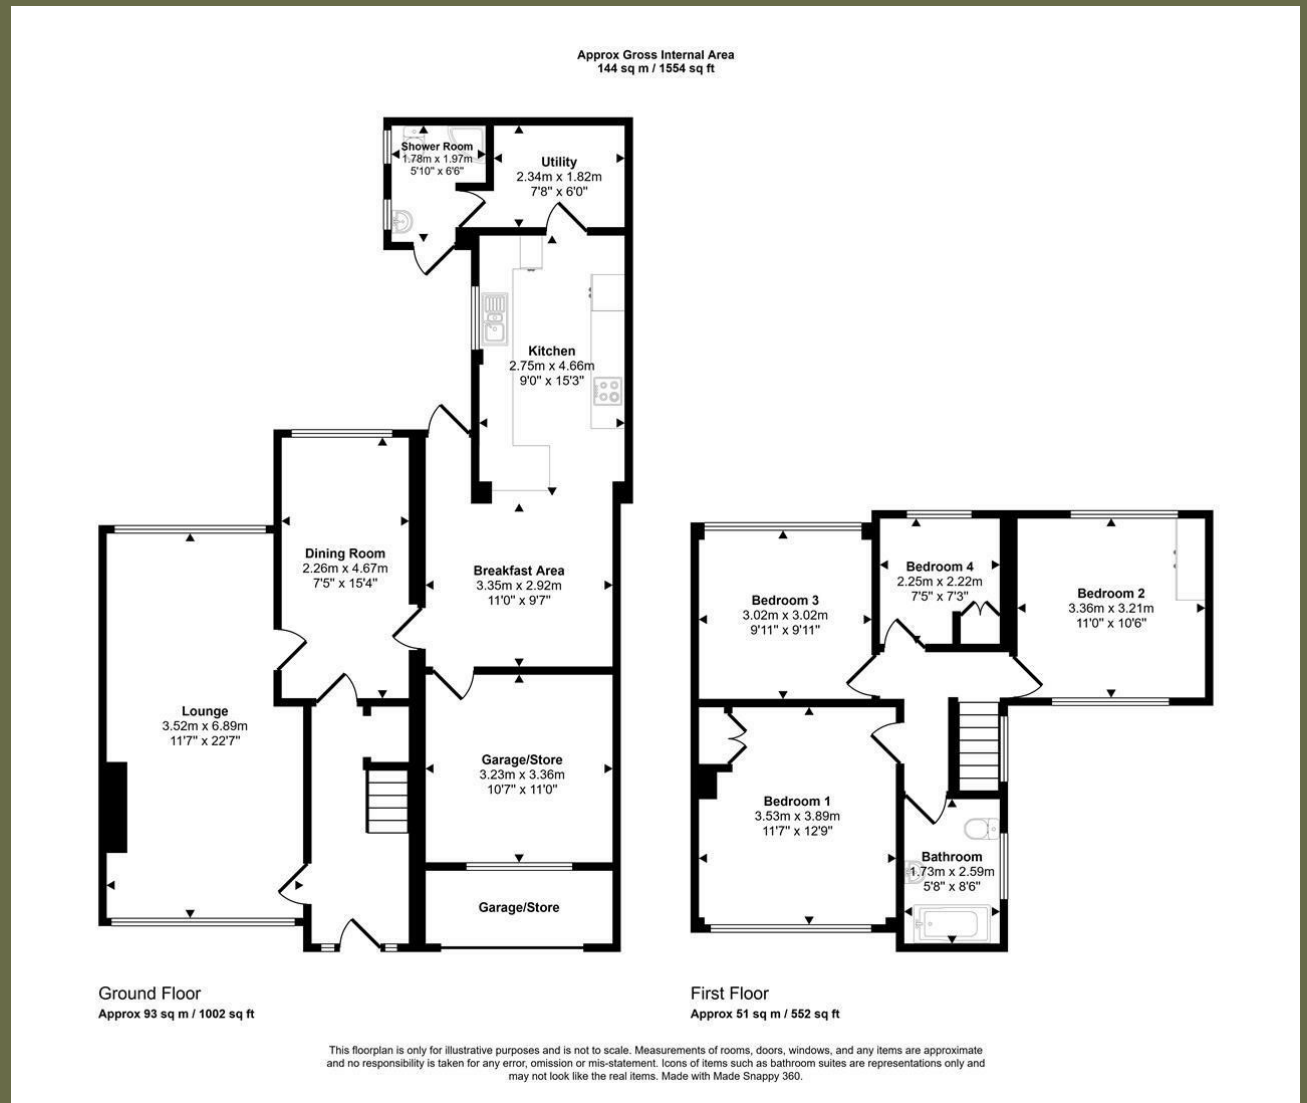 Approx Gross Internal Area
144 sq m / 1554 sq ft
Shower Room
1.78m x 1.97m
5'10" x 6'6"
Utility
2.34m x 1.82m
7'8" x 6'0"
Kitchen
2.75m x 4.66m
9'0" x 15'3"
Dining Room
2.26m x 4.67m
7'5" x 15'4"
Breakfast Area
3.35m x 2.92m
11'0" x 9'7"
Lounge
3.52m x 6.89m
11'7" x 22'7"
Garage/Store
3.23m x 3.36m
10'7" x 11'0"
Garage/Store
Bedroom 3
3.02m x 3.02m
9'11" x 9'11"
Bedroom 4
2.25m x 2.22m
7'5" x 7'3"
Bedroom 2
3.36m x 3.21m
11'0" x 10'6"
Bedroom 1
3.53m x 3.89m
11'7" x 12'9"
Bathroom
1.73m x 2.59m
5'8" x 8'6"
Ground Floor
Approx 93 sq m / 1002 sq ft
First Floor
Approx 51 sq m / 552 sq ft
This floorplan is only for illustrative purposes and is not to scale. Measurements of rooms, doors, windows, and any items are approximate
and no responsibility is taken for any error, omission or mis-statement. Icons of items such as bathroom suites are representations only and
may not look like the real items. Made with Made Snappy 360.